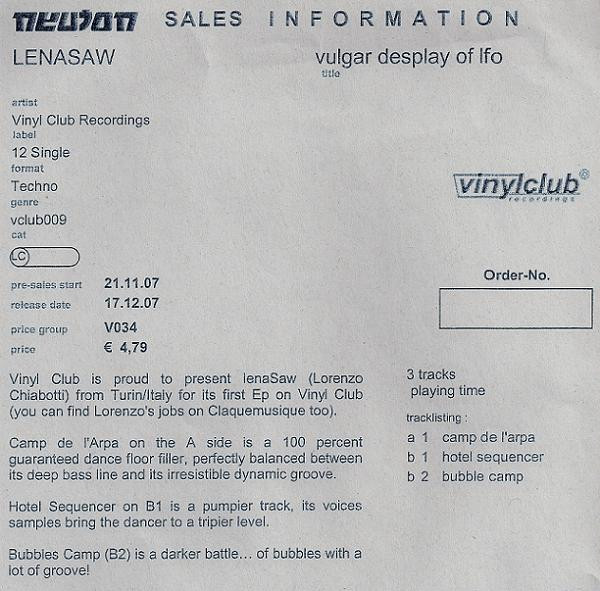 neuton SALES INFORMATION
LENASAW
vulgar desplay of lfo
title
artist
Vinyl Club Recordings
label
12 Single
format
Techno
genre
vclub009
cat
LC
vinylclub®
recordings
pre-sales start 21.11.07
release date 17.12.07
price group V034
price € 4,79
Order-No.
Vinyl Club is proud to present lenaSaw (Lorenzo
Chiabotti) from Turin/Italy for its first Ep on Vinyl Club
(you can find Lorenzo's jobs on Claquemusique too).
Camp de l'Arpa on the A side is a 100 percent
guaranteed dance floor filler, perfectly balanced between
its deep bass line and its irresistible dynamic groove.
Hotel Sequencer on B1 is a pumpier track, its voices
samples bring the dancer to a tripier level.
Bubbles Camp (B2) is a darker battle... of bubbles with a
lot of groove!
3 tracks
playing time
tracklisting :
a 1 camp de l'arpa
b 1 hotel sequencer
b 2 bubble camp